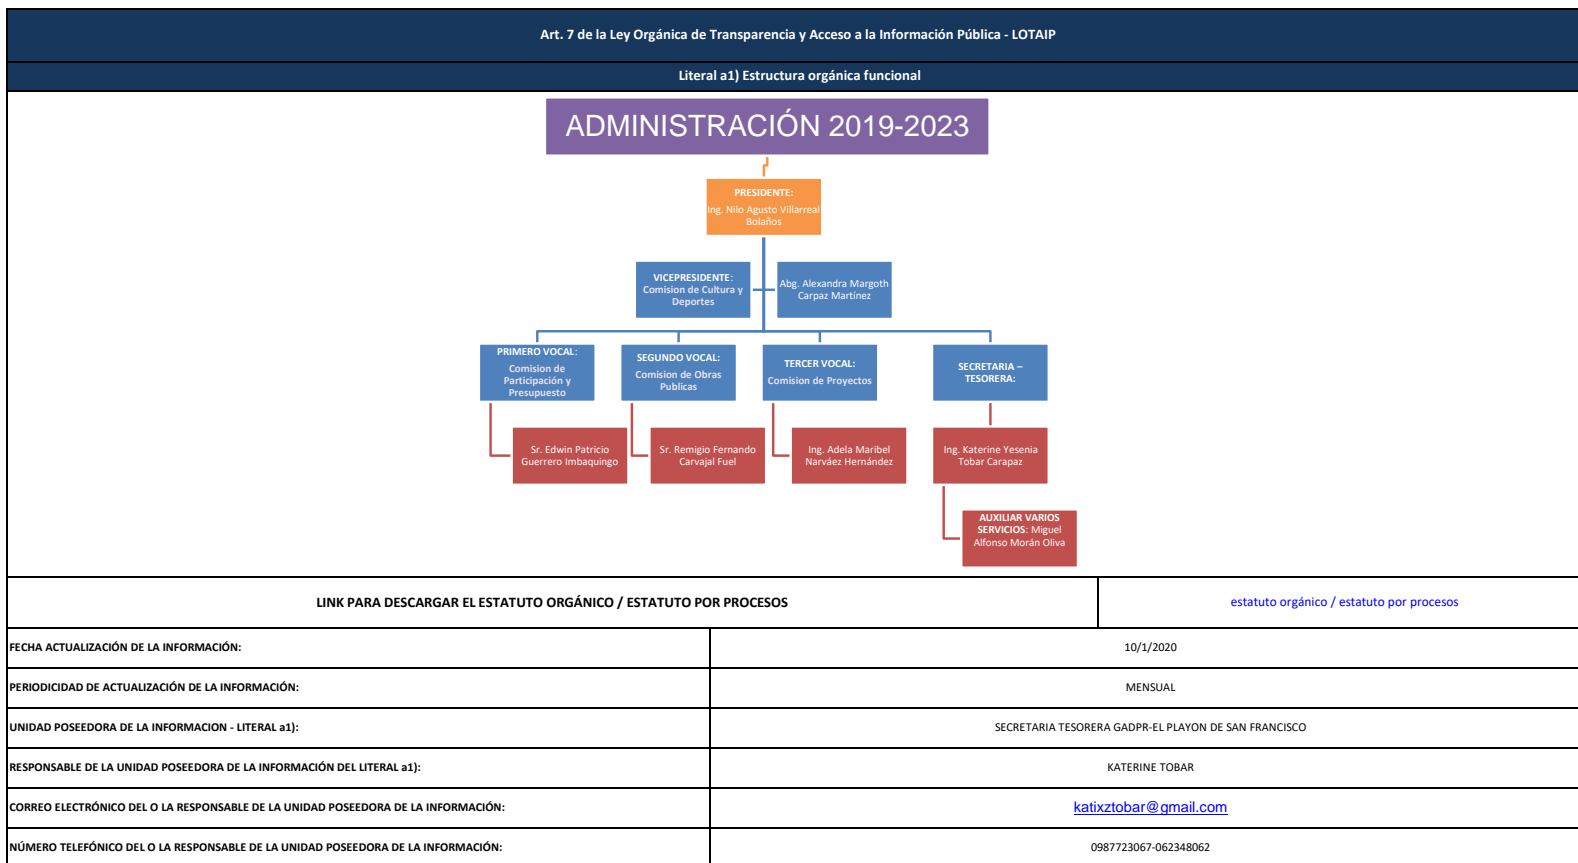 Art. 7 de la Ley Orgánica de Transparencia y Acceso a la Información Pública - LOTAIP
Literal a1) Estructura orgánica funcional
ADMINISTRACIÓN 2019-2023
PRESIDENTE:
Ing. Nilo Agusto Villarreal
Bolaños
VICEPRESIDENTE:
Comision de Cultura y
Deportes
Abg. Alexandra Margoth
Carpaz Martínez
PRIMERO VOCAL:
Comision de
Participación y
Presupuesto
SEGUNDO VOCAL:
Comision de Obras
Publicas
TERCER VOCAL:
Comision de Proyectos
SECRETARIA –
TESORERA:
Sr. Edwin Patricio
Guerrero Imbaquingo
Sr. Remigio Fernando
Carvajal Fuel
Ing. Adela Maribel
Narváez Hernández
Ing. Katerine Yesenia
Tobar Carapaz
AUXILIAR VARIOS
SERVICIOS: Miguel
Alfonso Morán Oliva
LINK PARA DESCARGAR EL ESTATUTO ORGÁNICO / ESTATUTO POR PROCESOS
estatuto orgánico / estatuto por procesos
FECHA ACTUALIZACIÓN DE LA INFORMACIÓN:
10/1/2020
PERIODICIDAD DE ACTUALIZACIÓN DE LA INFORMACIÓN:
MENSUAL
UNIDAD POSEEDORA DE LA INFORMACION - LITERAL a1):
SECRETARIA TESORERA GADPR-EL PLAYON DE SAN FRANCISCO
RESPONSABLE DE LA UNIDAD POSEEDORA DE LA INFORMACIÓN DEL LITERAL a1):
KATERINE TOBAR
CORREO ELECTRÓNICO DEL O LA RESPONSABLE DE LA UNIDAD POSEEDORA DE LA INFORMACIÓN:
katixztobar@gmail.com
NÚMERO TELEFÓNICO DEL O LA RESPONSABLE DE LA UNIDAD POSEEDORA DE LA INFORMACIÓN:
0987723067-062348062